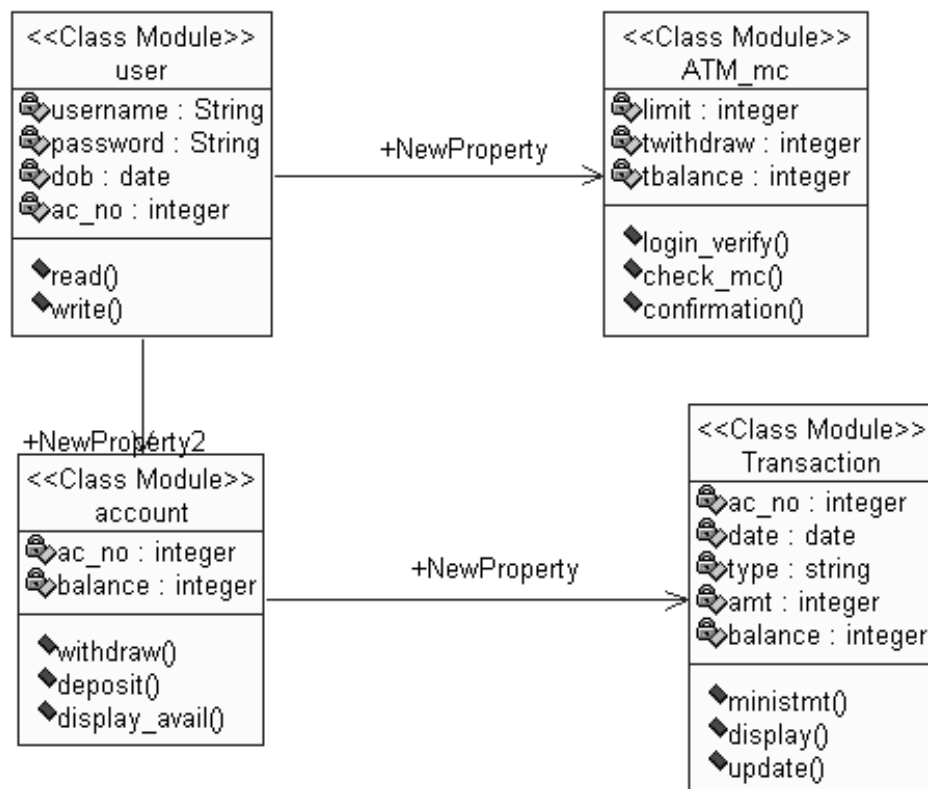 <<Class Module>>
user
username : String
password : String
dob : date
ac_no : integer
read()
write()
+NewProperty
<<Class Module>>
ATM_mc
limit : integer
twithdraw : integer
tbalance : integer
login_verify()
check_mc()
confirmation()
+NewProperty2
<<Class Module>>
account
ac_no : integer
balance : integer
withdraw()
deposit()
display_avail()
+NewProperty
<<Class Module>>
Transaction
ac_no : integer
date : date
type : string
amt : integer
balance : integer
ministmt()
display()
update()